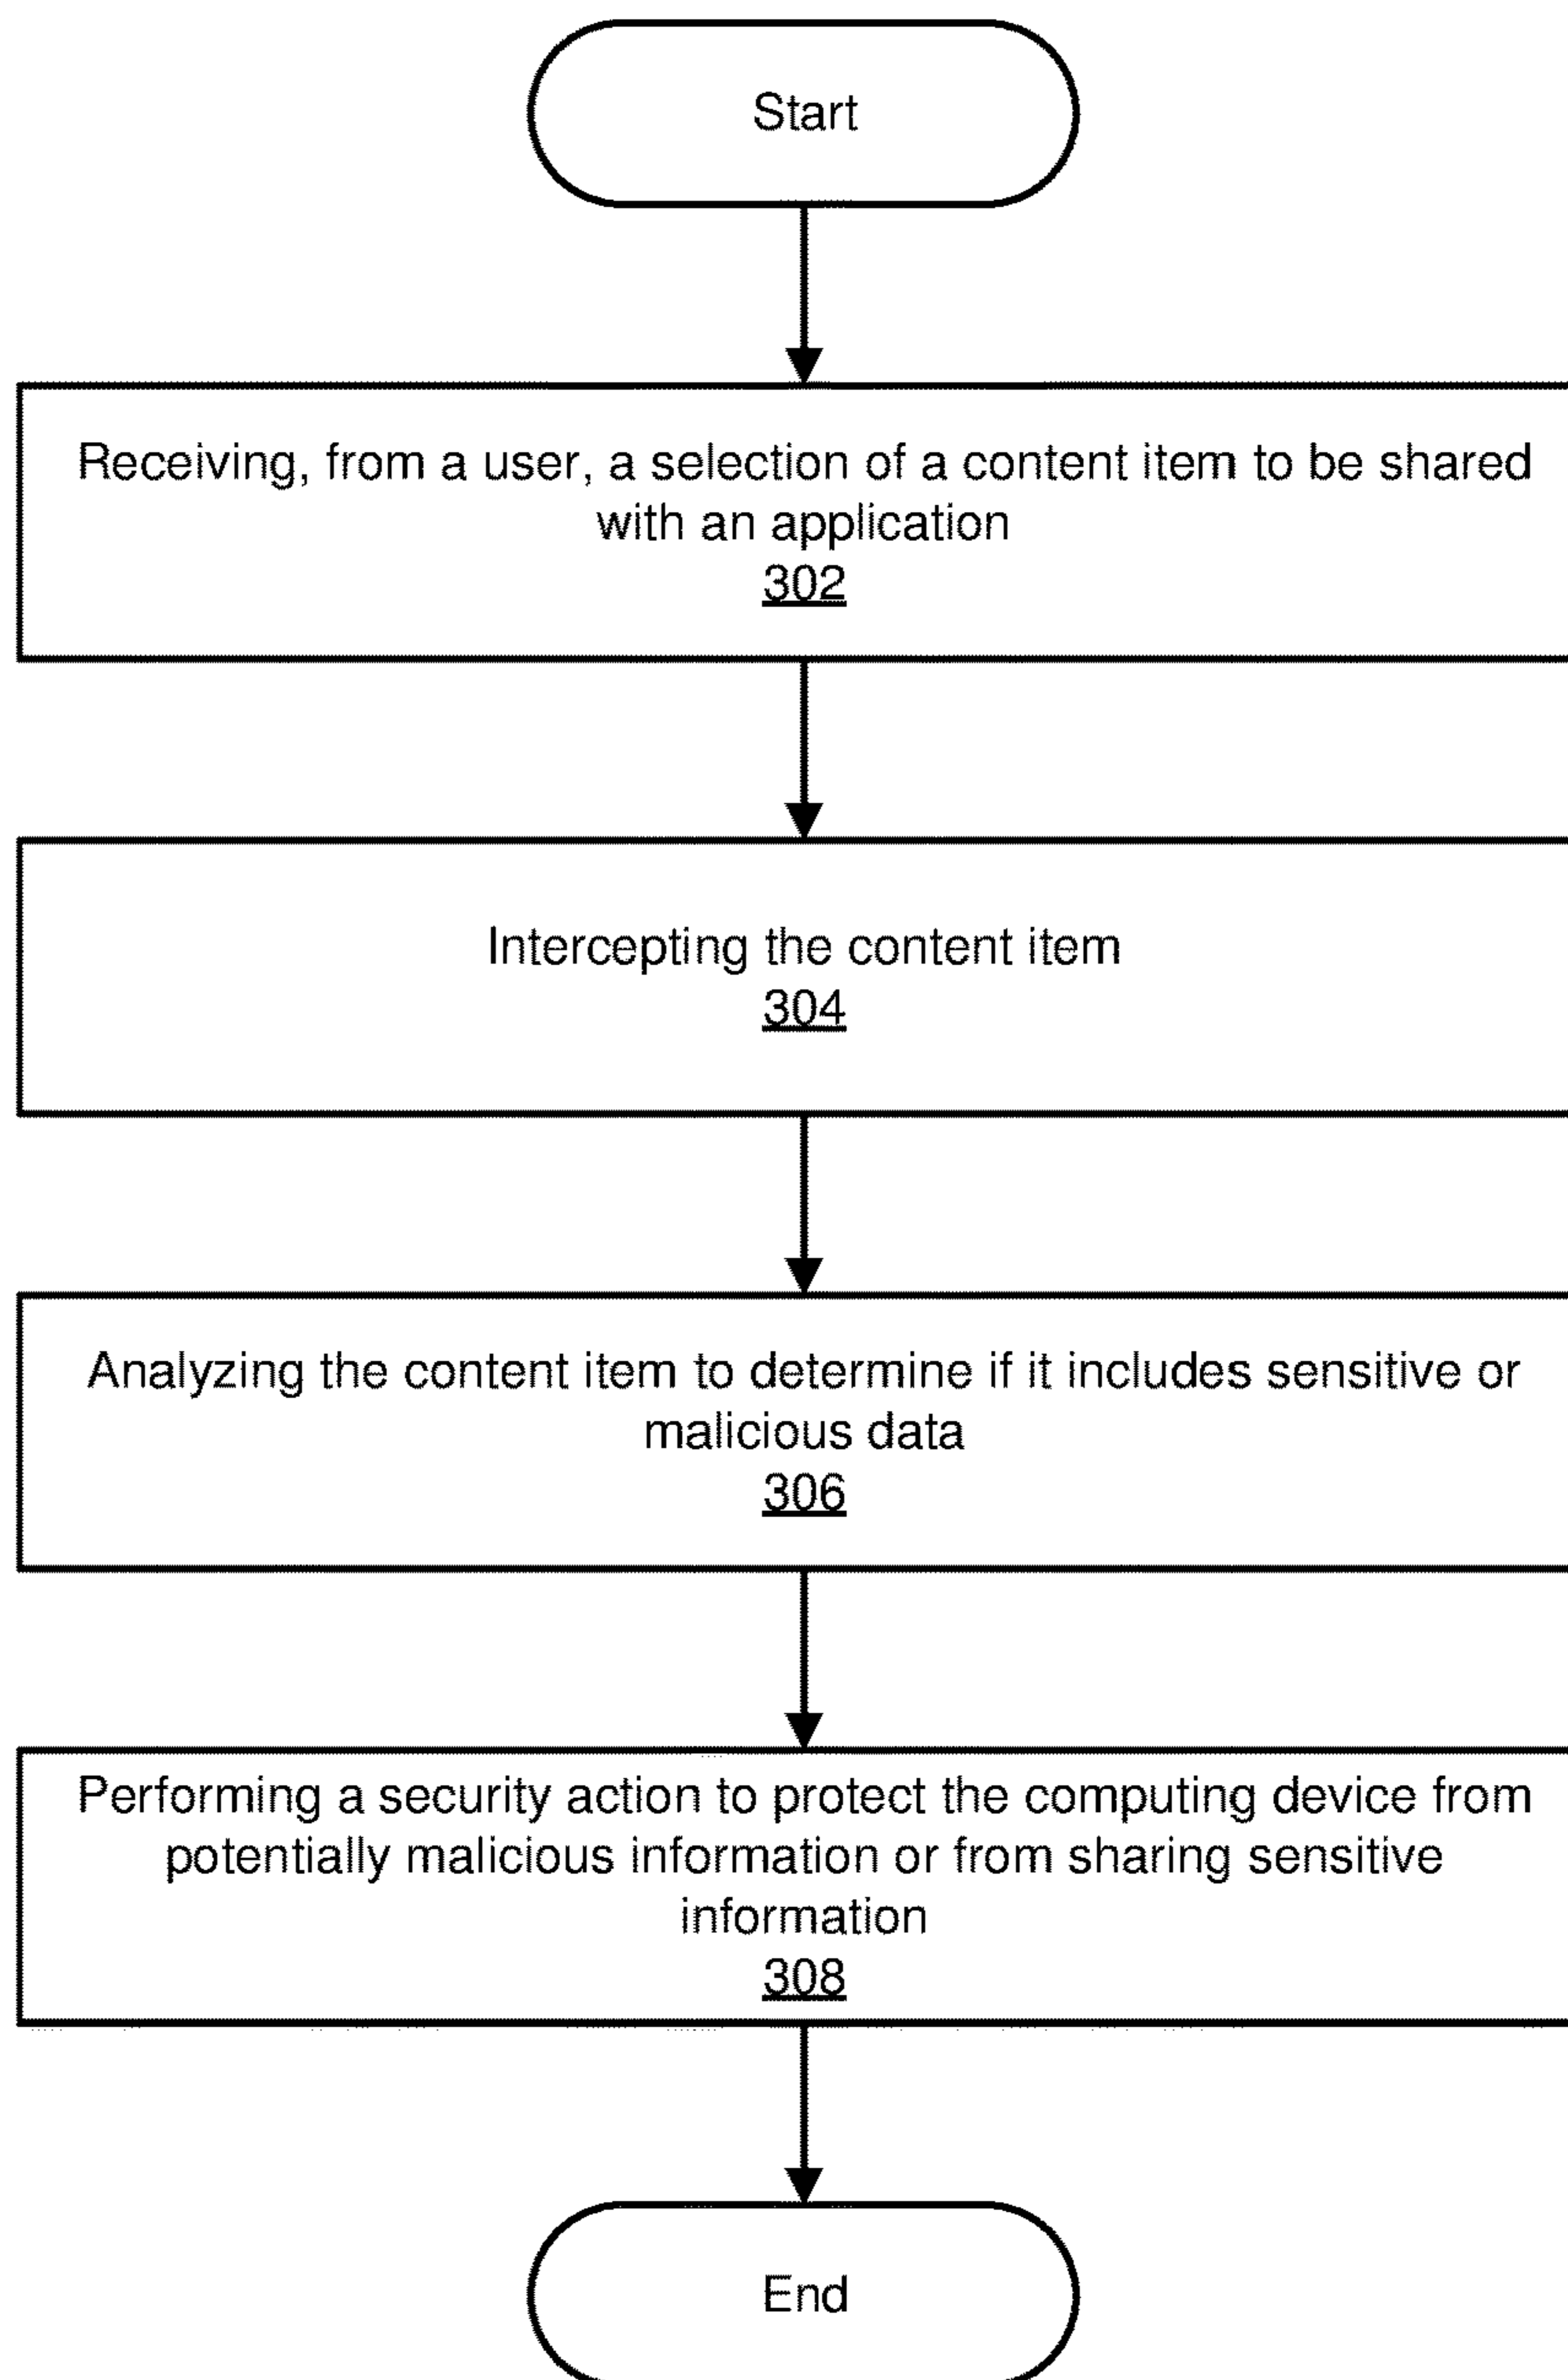 Start
Receiving, from a user, a selection of a content item to be shared
with an application
302
Intercepting the content item
304
Analyzing the content item to determine if it includes sensitive or
malicious data
306
Performing a security action to protect the computing device from
potentially malicious information or from sharing sensitive
information
308
End